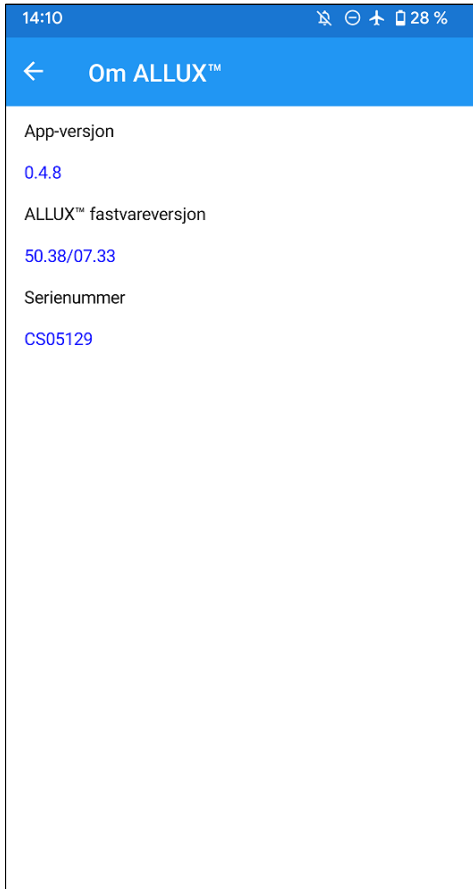 14:10 28 %
Om ALLUX™
App-versjon
0.4.8
ALLUX™ fastvareversjon
50.38/07.33
Serienummer
CS05129